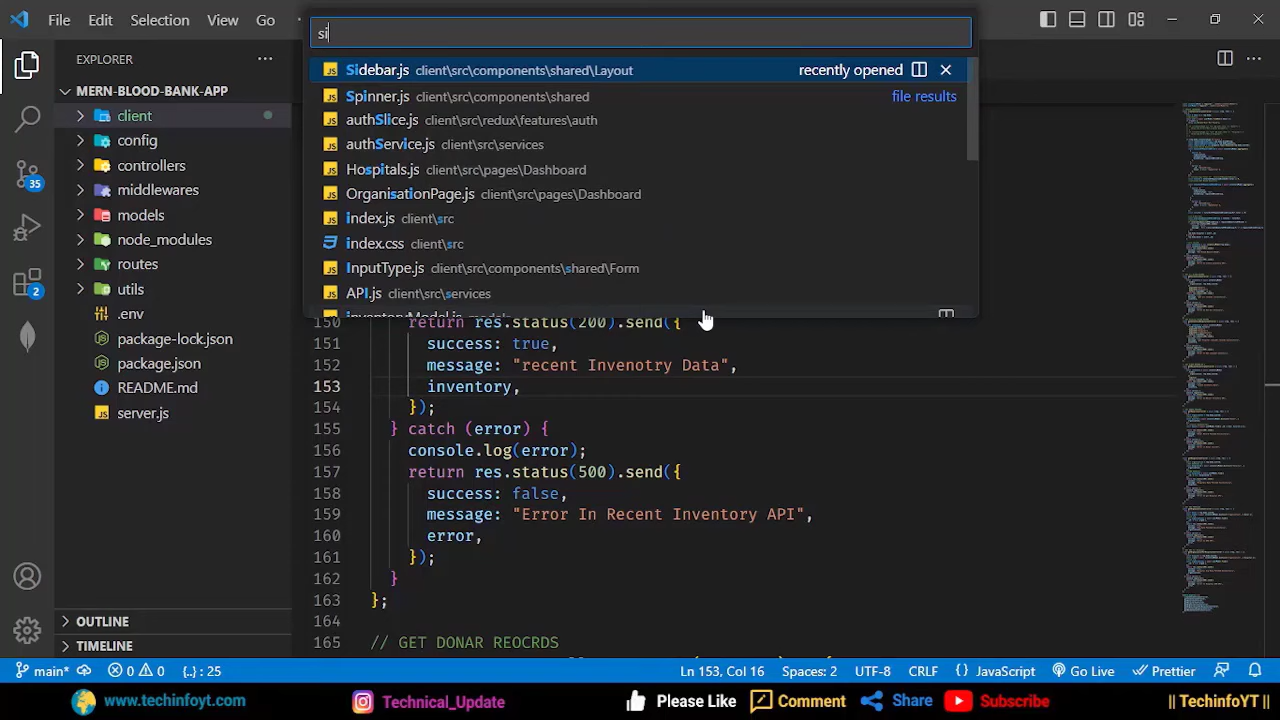 File Edit Selection View Go
si
EXPLORER
MERN-BLOOD-BANK-APP
client
config
controllers
middlewares
models
node_modules
routes
utils
.env
package-lock.json
package.json
README.md
server.js
OUTLINE
TIMELINE
35
2
Sidebar.js client\src\components\shared\Layout recently opened
Spinner.js client\src\components\shared file results
authSlice.js
authService.js
Hospitals.js client\src\pages\Dashboard
OrganisationPage.js client\src\pages\Dashboard
index.js client\src
index.css client\src
InputType.js client\src\components\shared\Form
API.js client\src\services
150 return res.status(200).send({
151 success: true,
152 message: "recent Invenotry Data",
153 inventory,
154 });
155 } catch (error) {
156 console.log(error);
157 return res.status(500).send({
158 success: false,
159 message: "Error In Recent Inventory API",
160 error,
161 });
162 }
163 };
164
165 // GET DONAR REOCRDS
main* 0 0 {..} : 25 Ln 153, Col 16 Spaces: 2 UTF-8 CRLF {} JavaScript Go Live Prettier
www.techinfoyt.com Technical_Update Please Like Comment Share Subscribe || TechinfoYT ||